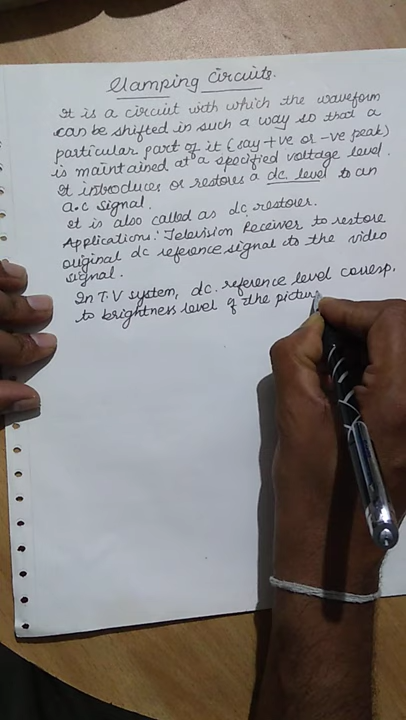 Clamping Circuits.
It is a circuit with which the waveform
can be shifted in such a way so that a
particular part of it (say +ve or -ve peak)
is maintained at a specified voltage level.
It introduces or restores a dc. level to an
a.c signal.
It is also called as dc restorer.
Applications: Television Receiver to restore
original dc reference signal to the video
signal.
In T.V system, dc. reference level corresp.
to brightness level of the pictur